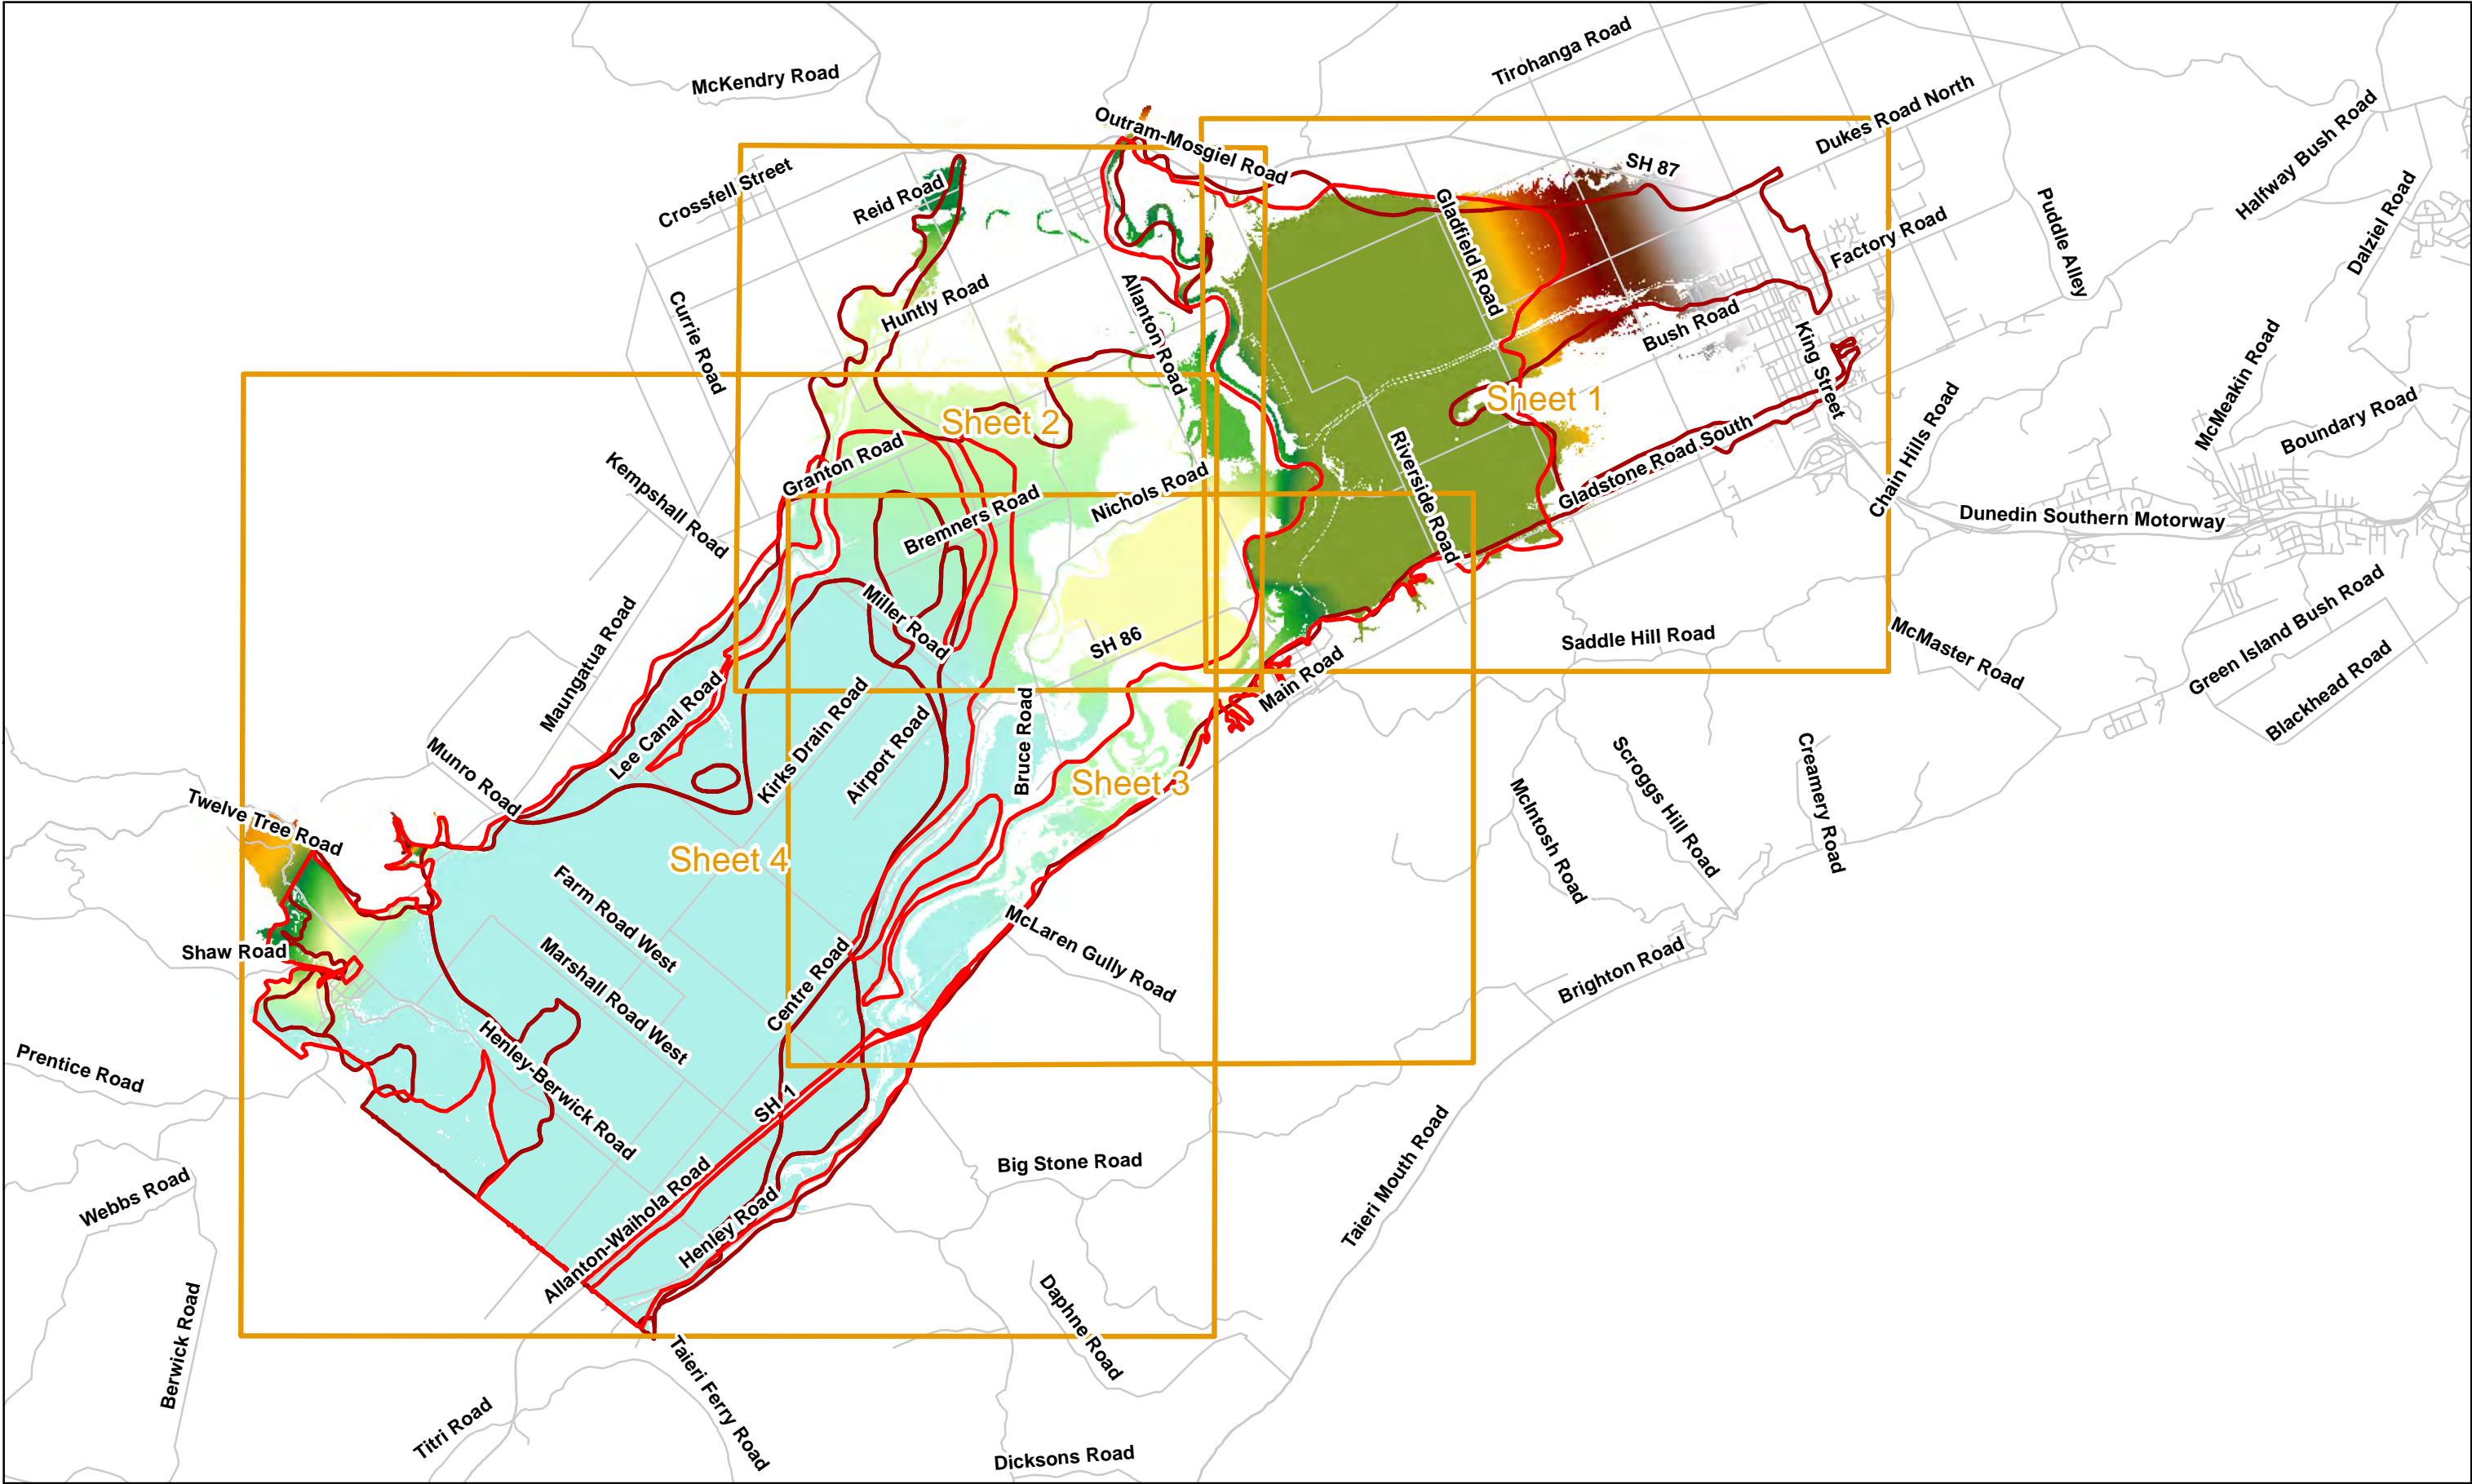 Tirohanga Road
McKendry Road
Dukes Road North
Halfway Bush Road
Outram-Mosgiel Road
SH 87
Crossfell Street
Reid Road
Dalziel Road
Puddle Alley
Factory Road
Gladfield Road
Huntly Road
Allanton Road
Currie Road
Bush Road
King Street
McMeakin Road
Boundary Road
Sheet 1
Sheet 2
Chain Hills Road
Granton Road
Kempshall Road
Riverside Road
Gladstone Road South
Nichols Road
Bremners Road
Dunedin Southern Motorway
Green Island Bush Road
Miller Road
SH 86
Saddle Hill Road
McMaster Road
Maungatua Road
Blackhead Road
Main Road
Lee Canal Road
Kirks Drain Road
Airport Road
Bruce Road
Munro Road
Sheet 3
Scroggs Hill Road
Creamery Road
McIntosh Road
Twelve Tree Road
Sheet 4
Farm Road West
McLaren Gully Road
Shaw Road
Marshall Road West
Centre Road
Brighton Road
Prentice Road
Henley-Berwick Road
SH 1
Big Stone Road
Taieri Mouth Road
Webbs Road
Allanton-Waihola Road
Henley Road
Daphne Road
Berwick Road
Taieri Ferry Road
Titri Road
Dicksons Road